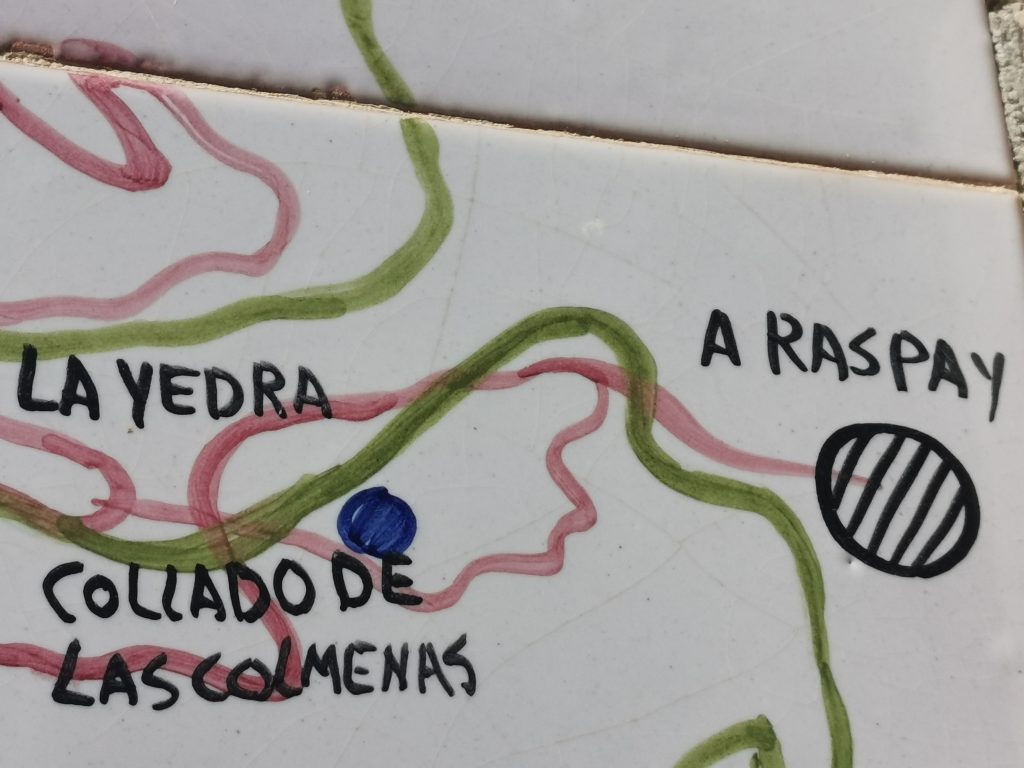 A RASPAY
LA YEDRA
COLLADO DE
LAS COLMENAS